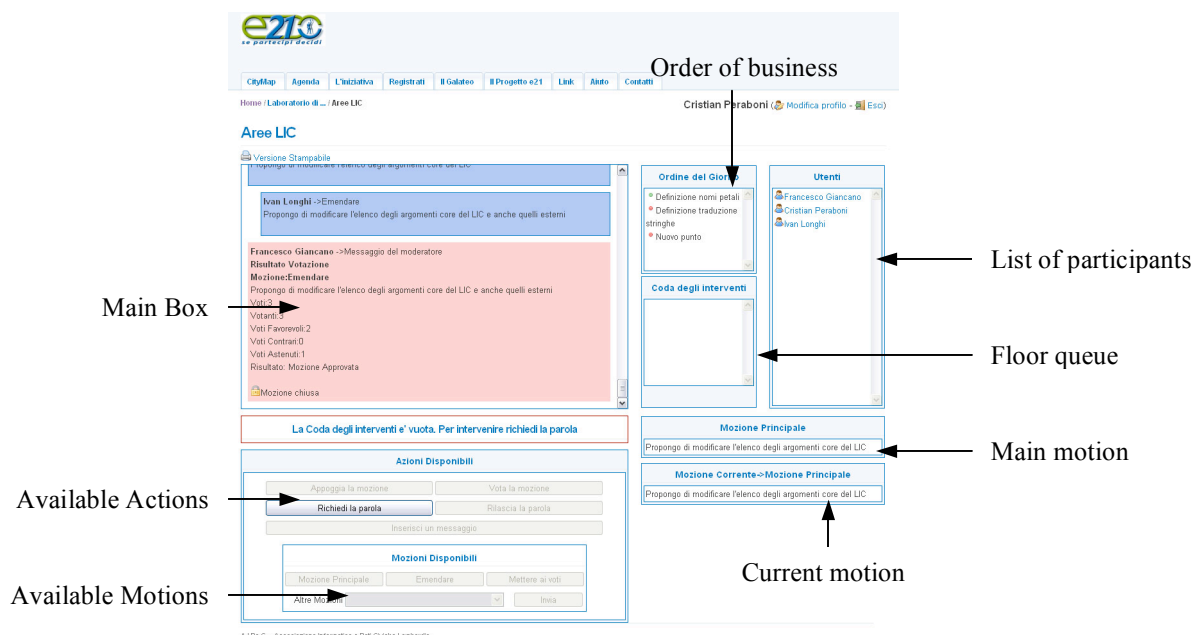 e21
se partecipi decidi
CityMap Agenda L'iniziativa Registrati Il Galateo Il Progetto e21 Link Aiuto Contatti
Order of business
Home / Laboratorio di ... / Aree LIC
Cristian Peraboni ( Modifica profilo - Esci)
Aree LIC
Versione Stampabile
Propongo di modificare l'elenco degli argomenti core del LIC
Ivan Longhi ->Emendare
Propongo di modificare l'elenco degli argomenti core del LIC e anche quelli esterni
Francesco Giancano ->Messaggio del moderatore
Risultato Votazione
Mozione:Emendare
Propongo di modificare l'elenco degli argomenti core del LIC e anche quelli esterni
Voti:3
Votanti:3
Voti Favorevoli:2
Voti Contrari:0
Voti Astenuti:1
Risultato: Mozione Approvata
Mozione chiusa
Main Box
Ordine del Giorno
Definizione nomi petali
Definizione traduzione
stringhe
Nuovo punto
Utenti
Francesco Giancano
Cristian Peraboni
Ivan Longhi
List of participants
Coda degli interventi
Floor queue
La Coda degli interventi e' vuota. Per intervenire richiedi la parola
Mozione Principale
Propongo di modificare l'elenco degli argomenti core del LIC
Main motion
Mozione Corrente->Mozione Principale
Propongo di modificare l'elenco degli argomenti core del LIC
Current motion
Azioni Disponibili
Appoggia la mozione Vota la mozione
Richiedi la parola Rilascia la parola
Inserisci un messaggio
Available Actions
Mozioni Disponibili
Mozione Principale Emendare Mettere ai voti
Altre Mozioni Invia
Available Motions